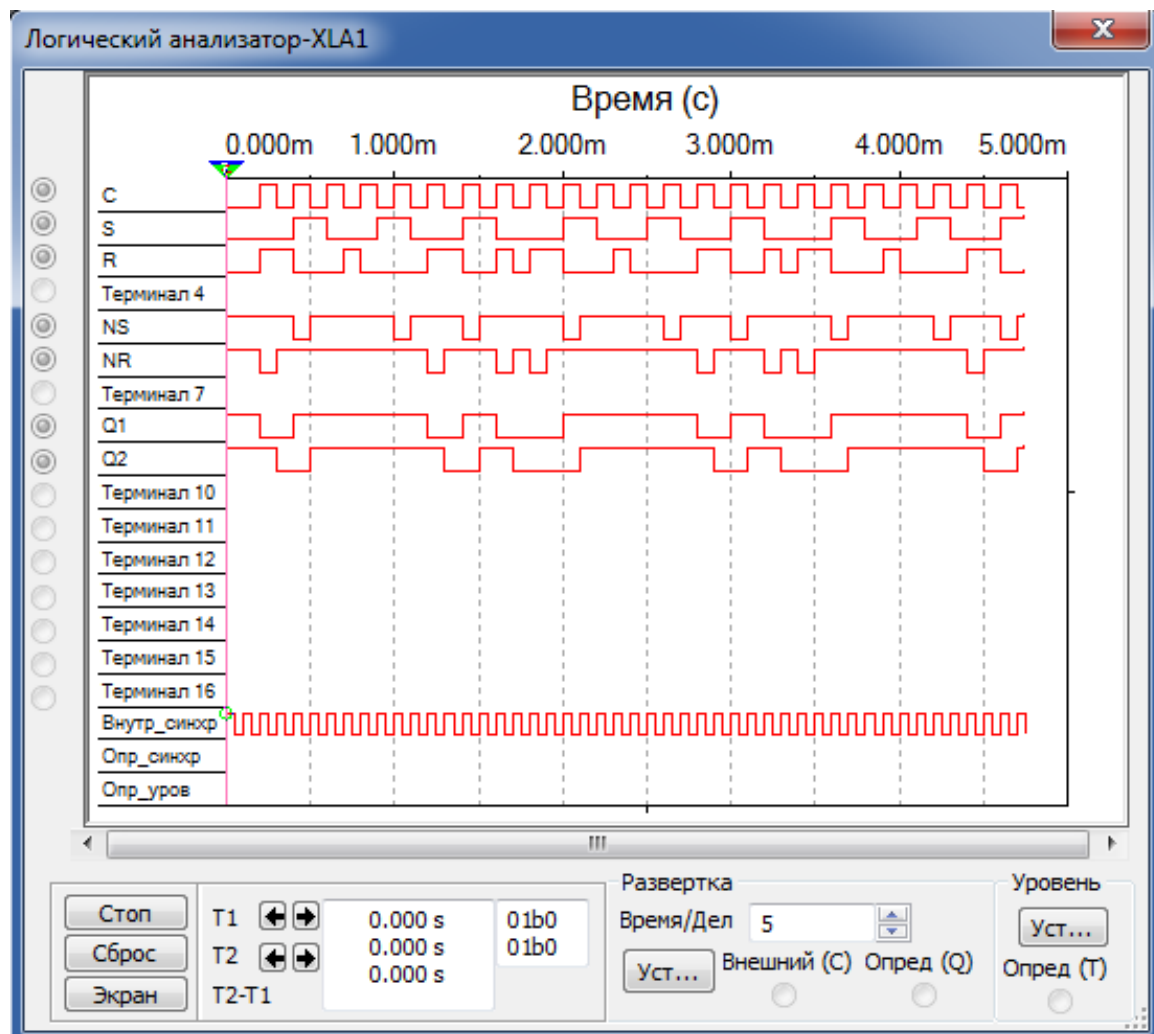 Логический анализатор-XLA1
Время (с)
0.000m 1.000m 2.000m 3.000m 4.000m 5.000m
C
S
R
Терминал 4
NS
NR
Терминал 7
Q1
Q2
Терминал 10
Терминал 11
Терминал 12
Терминал 13
Терминал 14
Терминал 15
Терминал 16
Внутр_синхр
Опр_синхр
Опр_уров
Стоп
Сброс
Экран
T1 0.000 s 01b0
T2 0.000 s 01b0
T2-T1 0.000 s
Развертка
Время/Дел 5
Уст...
Внешний (C) Опред (Q)
Уровень
Уст...
Опред (T)